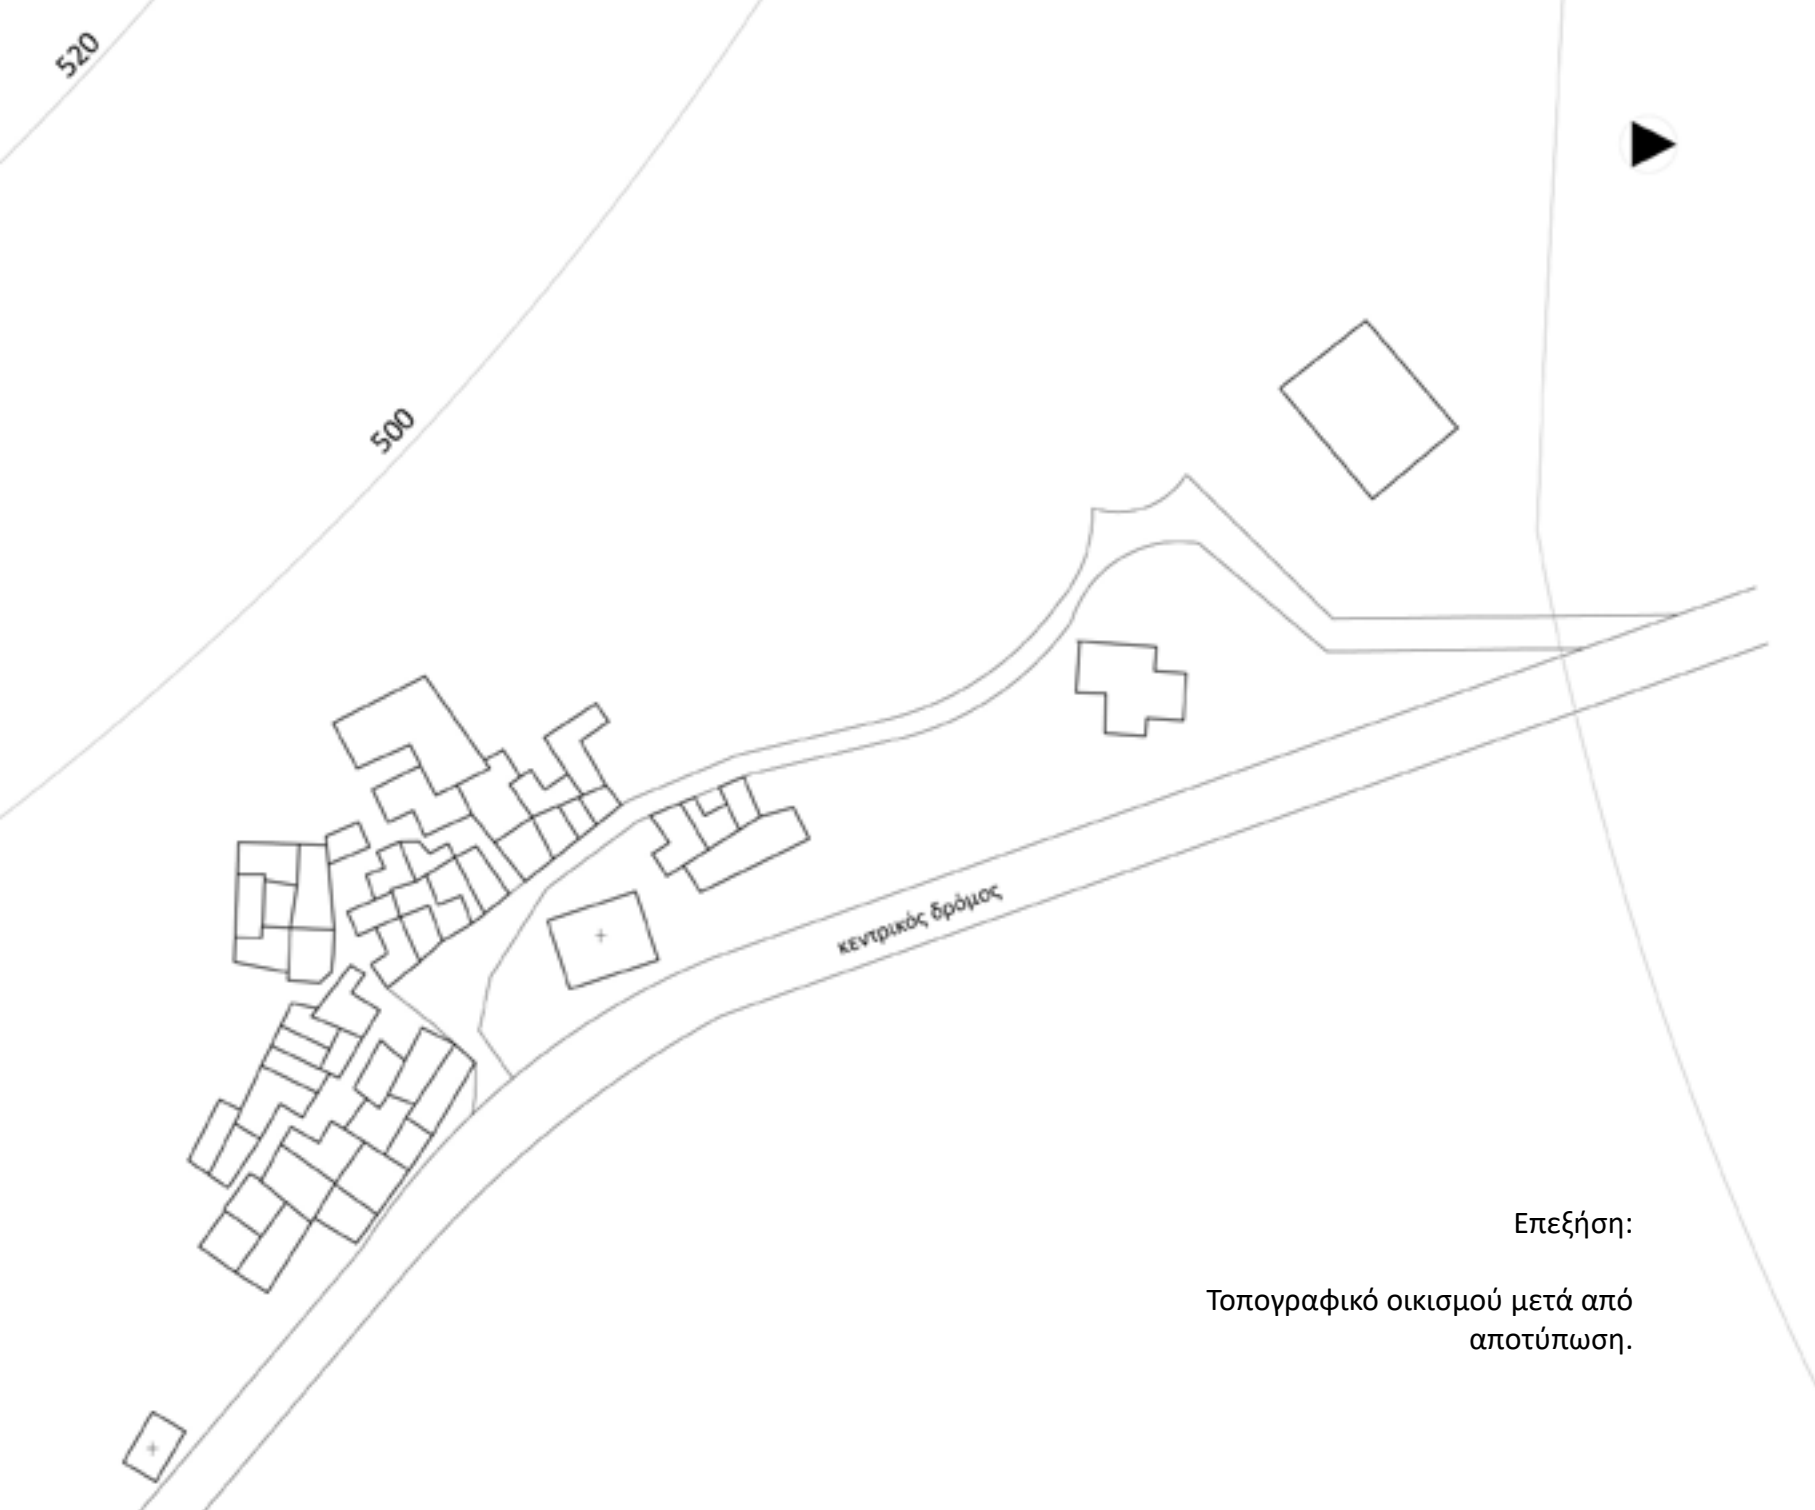 520
500
κεντρικός δρόμος
Επεξήση:
Τοπογραφικό οικισμού μετά από
αποτύπωση.